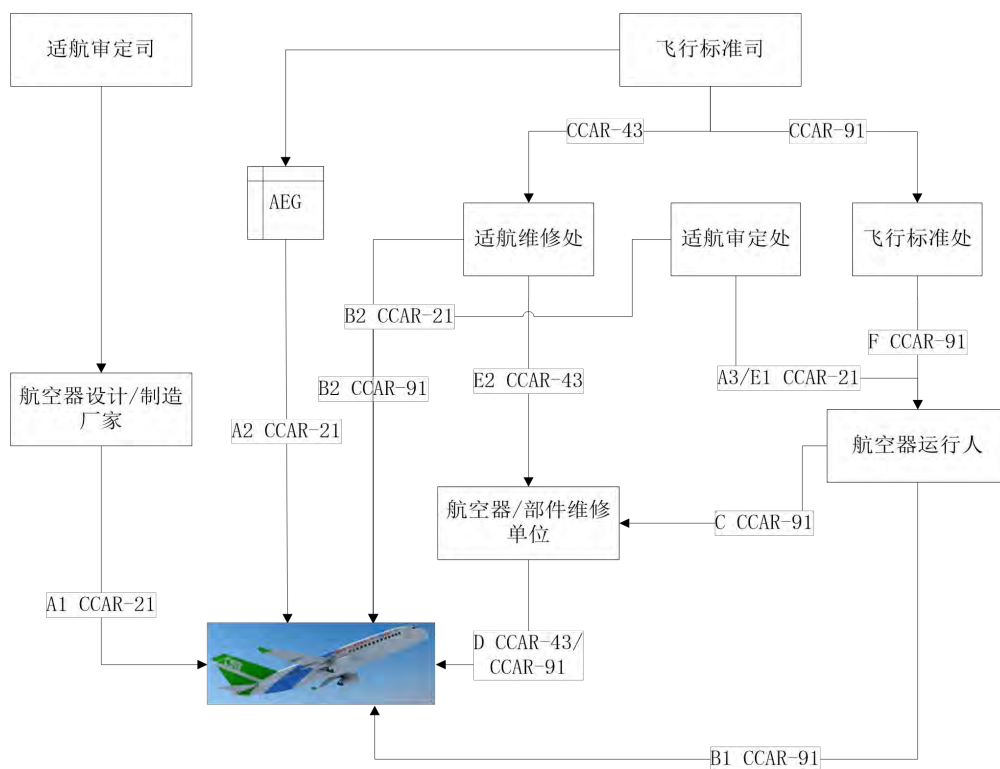 适航审定司
飞行标准司
CCAR-43
CCAR-91
AEG
适航维修处
适航审定处
飞行标准处
B2 CCAR-21
F CCAR-91
B2 CCAR-91
E2 CCAR-43
A3/E1 CCAR-21
航空器设计/制造
厂家
A2 CCAR-21
航空器运行人
航空器/部件维修
单位
C CCAR-91
A1 CCAR-21
D CCAR-43/
CCAR-91
B1 CCAR-91